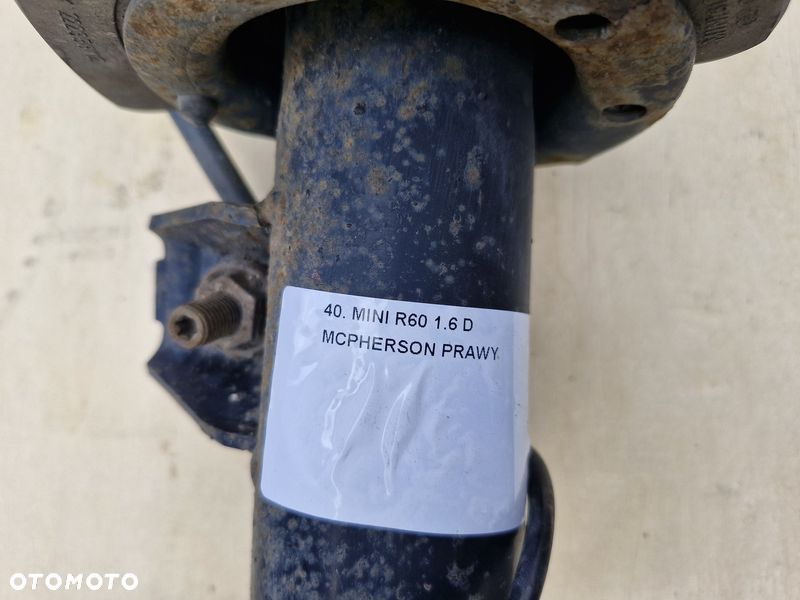 40. MINI R60 1.6 D
MCPHERSON PRAWY
OTOMOTO